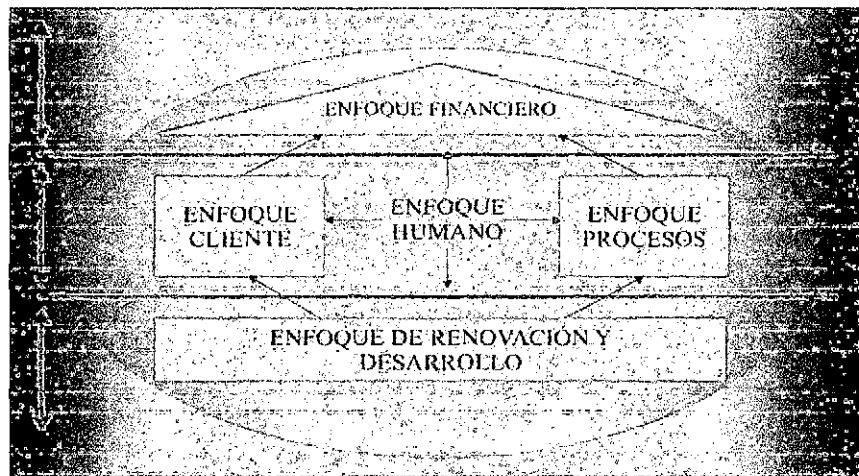 ENFOQUE FINANCIERO
ENFOQUE
CLIENTE
ENFOQUE
HUMANO
ENFOQUE
PROCESOS
ENFOQUE DE RENOVACIÓN Y
DESARROLLO